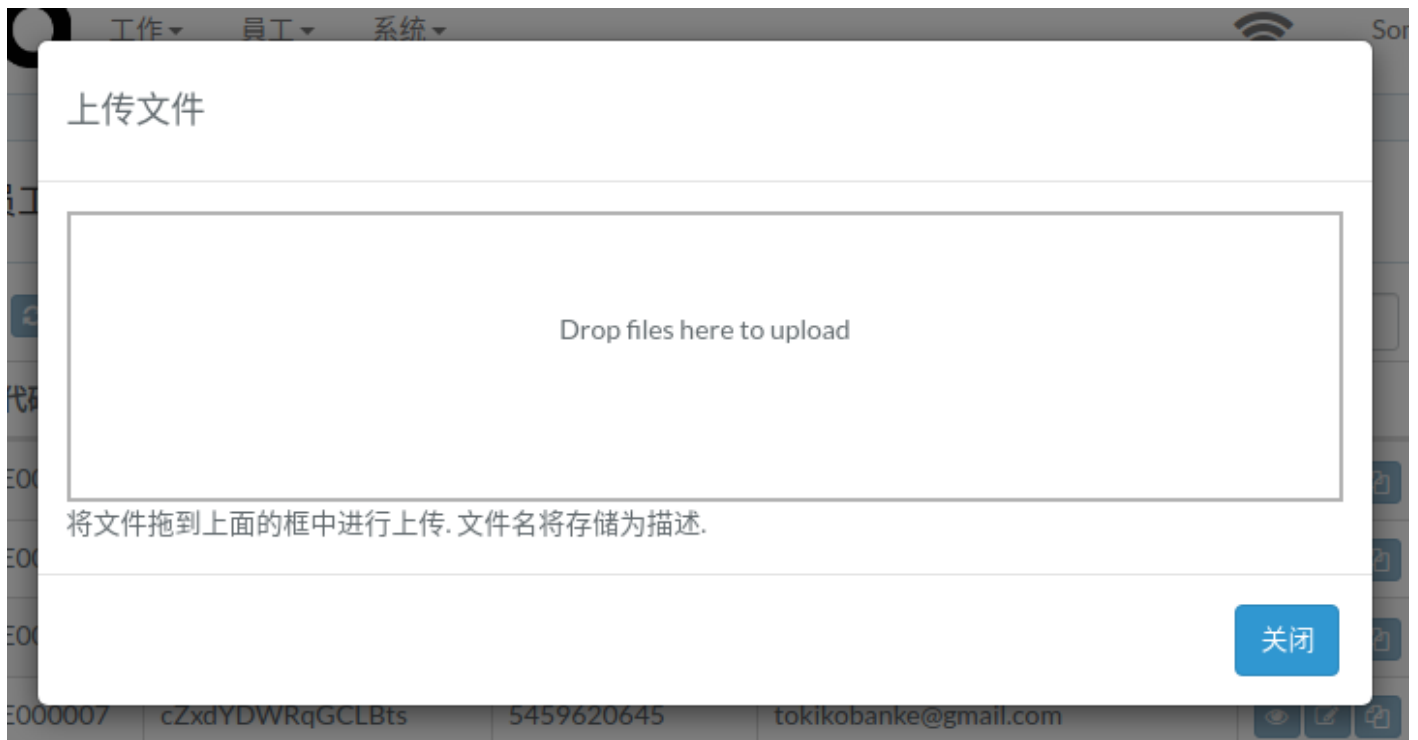 工作 員工 系统
上传文件
Drop files here to upload
将文件拖到上面的框中进行上传. 文件名将存储为描述.
关闭
E000007 cZxdYDWRqGCLBts 5459620645 tokikobanke@gmail.com